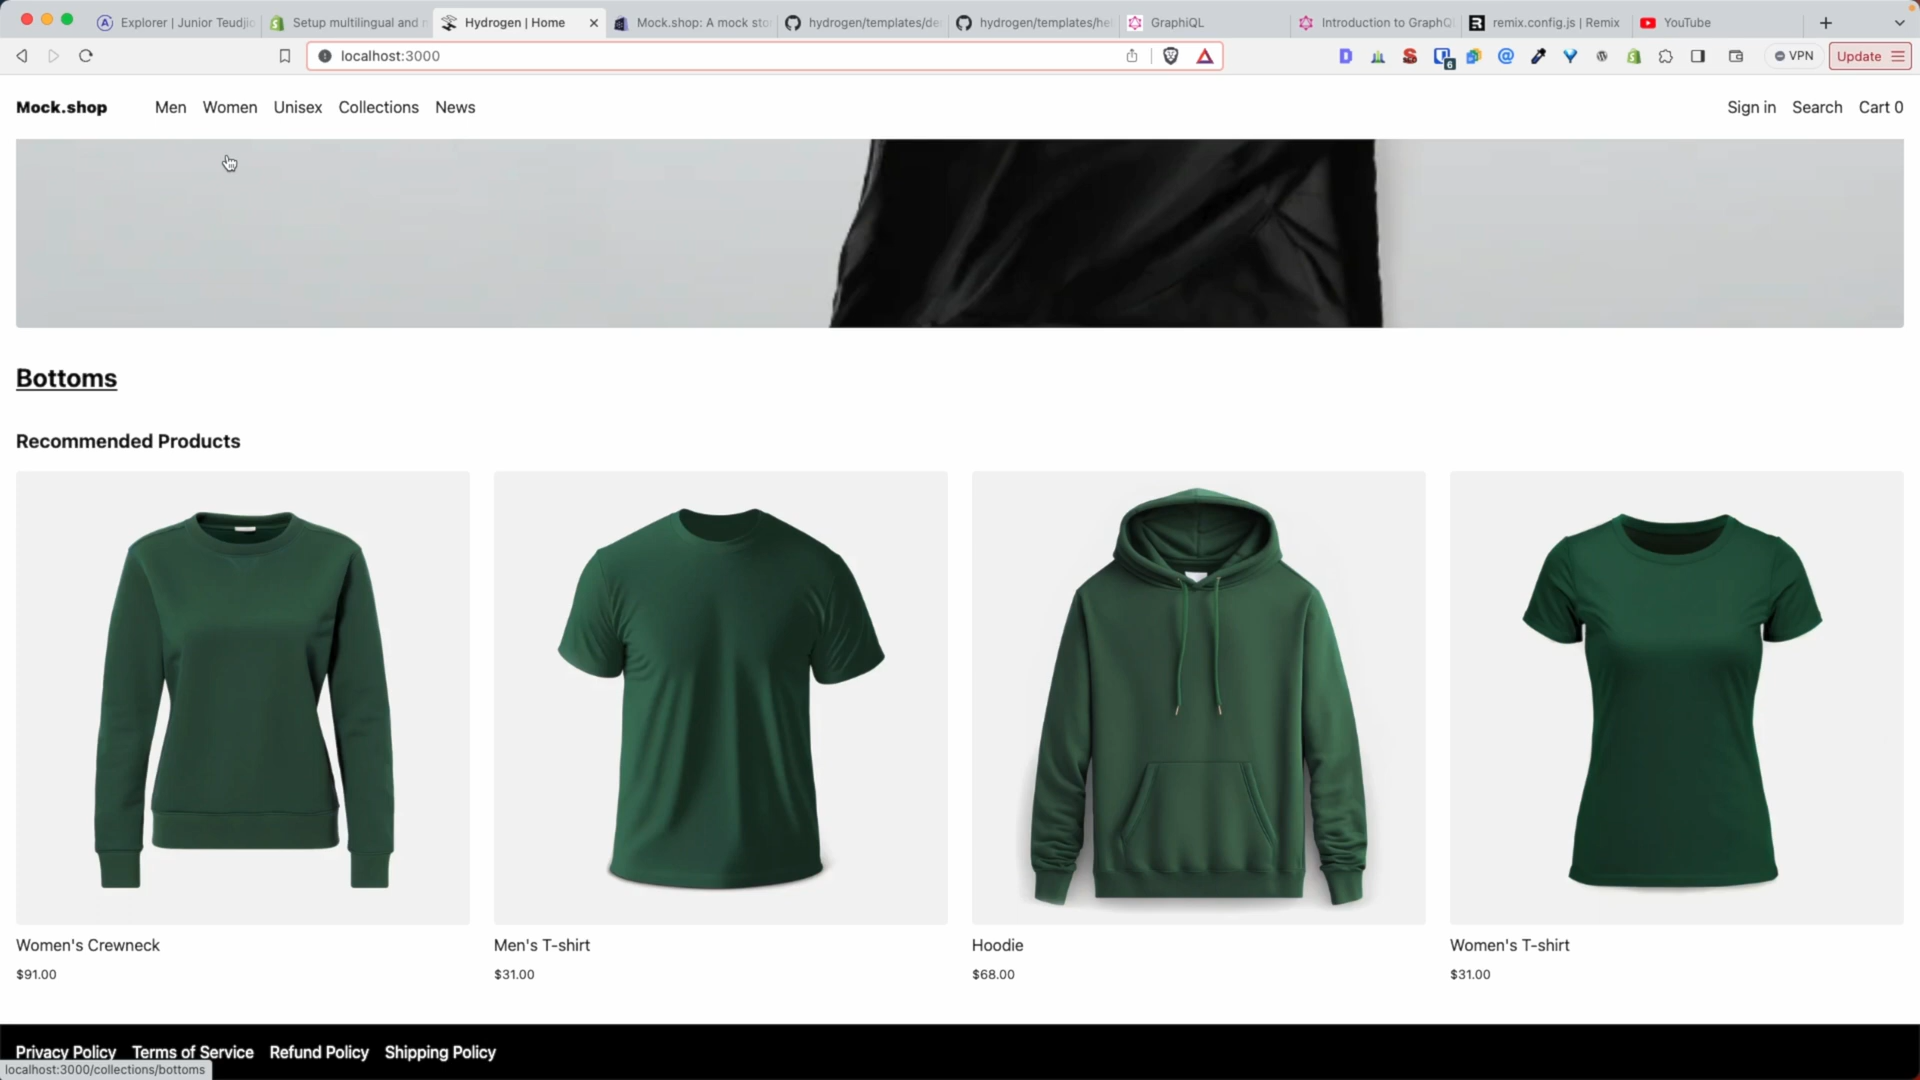 Explorer | Junior Teudjio
Setup multilingual and
Hydrogen | Home
Mock.shop: A mock sto
hydrogen/templates/de
hydrogen/templates/he
GraphiQL
Introduction to GraphQ
remix.config.js | Remix
YouTube
localhost:3000
6
VPN
Update
Mock.shop
Men
Women
Unisex
Collections
News
Sign in
Search
Cart 0
Bottoms
Recommended Products
Women's Crewneck
$91.00
Men's T-shirt
$31.00
Hoodie
$68.00
Women's T-shirt
$31.00
Privacy Policy
Terms of Service
Refund Policy
Shipping Policy
localhost:3000/collections/bottoms